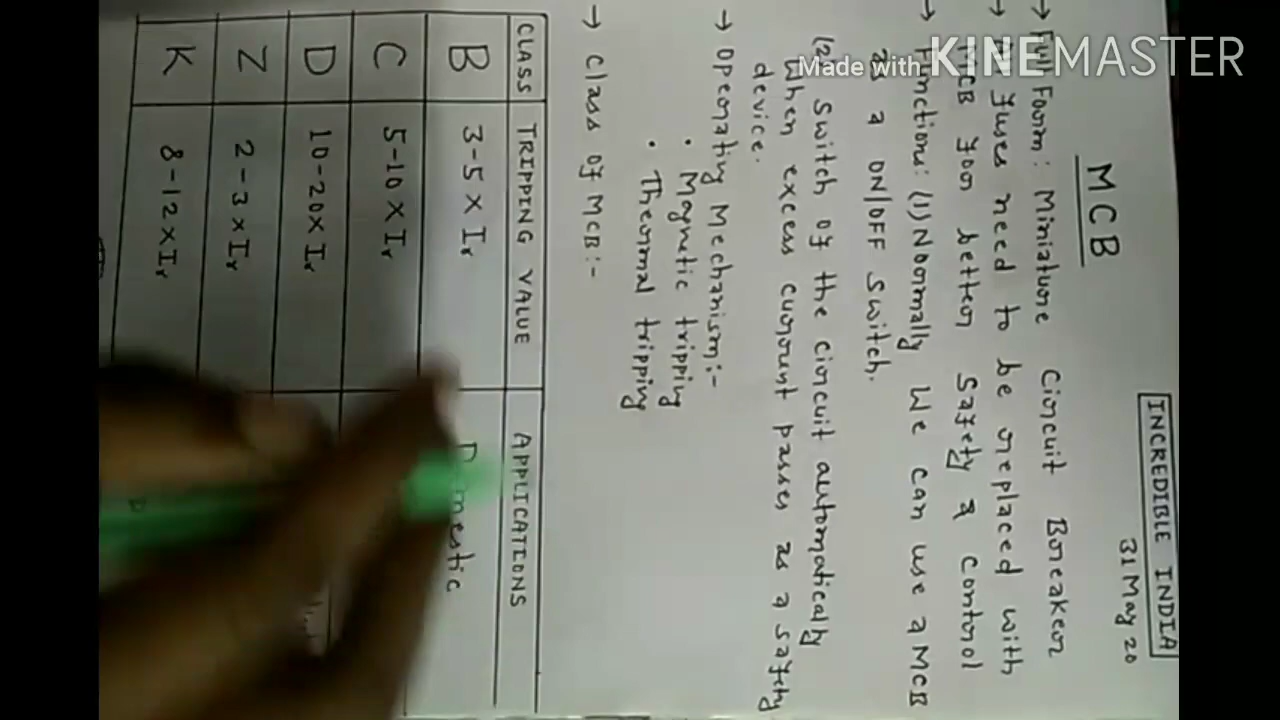 INCREDIBLE INDIA
31 May 20
MCB
→ Full Form: Miniature Circuit Breaker
→ fuses need to be replaced with
MCB for better Safety & Control
→ Functions: (1) Normally We can use a MCB
as a ON/OFF Switch.
(2) Switch off the circuit automatically
When excess current passes as a safety
device.
→ Operating Mechanism:-
• Magnetic tripping
• Thermal tripping
→ Class Of MCB:-
CLASS TRIPPING VALUE APPLICATIONS
B 3-5 X Ir Domestic
C 5-10 X Ir
D 10-20X Ir
Z 2-3 X Ir
K 8-12 X Ir
Made with KINEMASTER